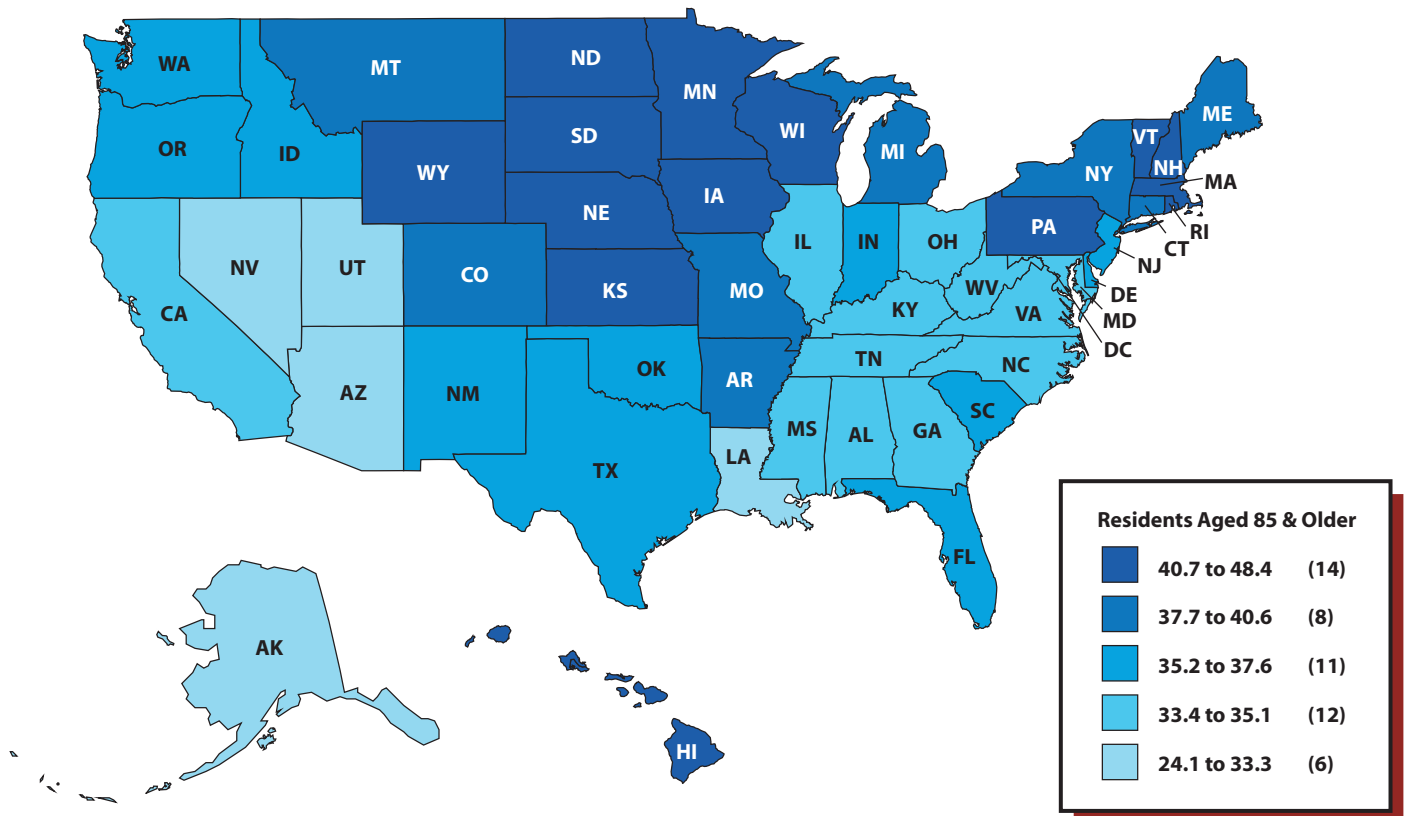 WA
MT
ND
MN
OR
ID
WY
SD
WI
MI
NY
VT
NH
ME
MA
RI
CT
NJ
DE
MD
DC
NE
IA
PA
NV
UT
CO
KS
MO
IL
IN
OH
WV
VA
KY
CA
AZ
NM
OK
AR
TN
NC
SC
MS
AL
GA
LA
TX
FL
AK
HI
Residents Aged 85 & Older
40.7 to 48.4 (14)
37.7 to 40.6 (8)
35.2 to 37.6 (11)
33.4 to 35.1 (12)
24.1 to 33.3 (6)